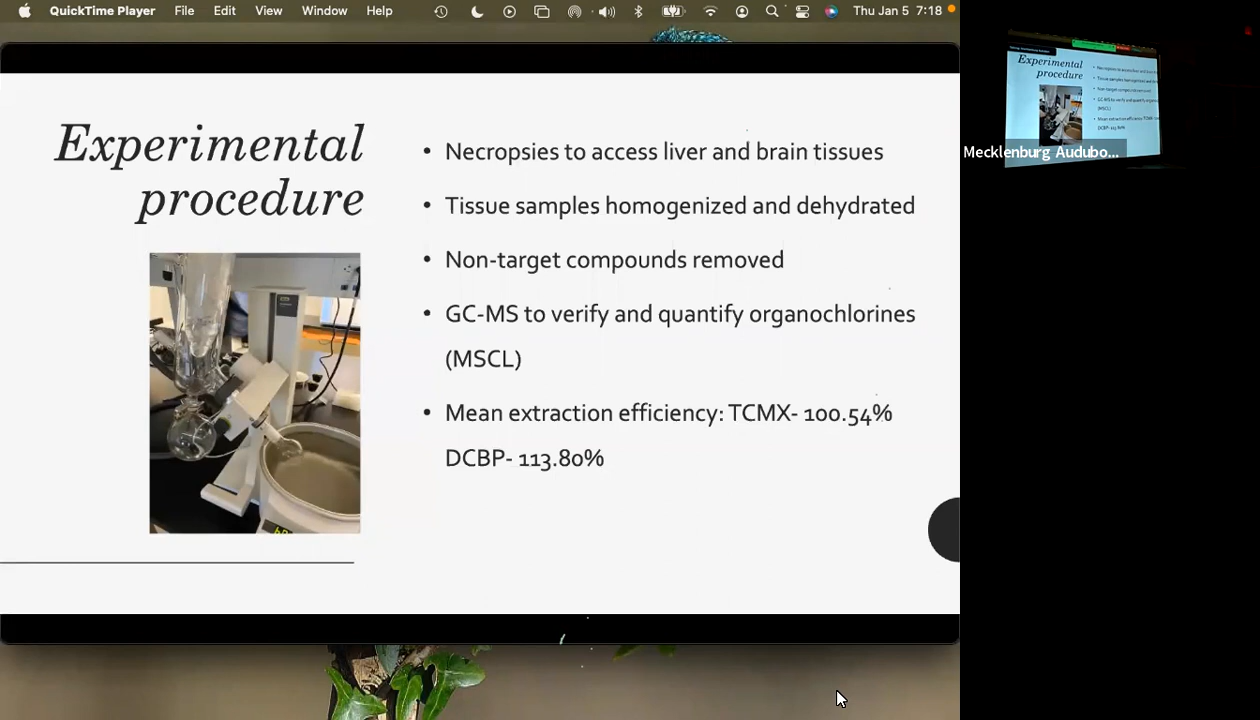 QuickTime Player File Edit View Window Help Thu Jan 5 7:18
Experimental
procedure
• Necropsies to access liver and brain tissues
• Tissue samples homogenized and dehydrated
• Non-target compounds removed
• GC-MS to verify and quantify organochlorines
(MSCL)
• Mean extraction efficiency: TCMX- 100.54%
DCBP- 113.80%
Experimental
procedure
Mecklenburg Audubo...